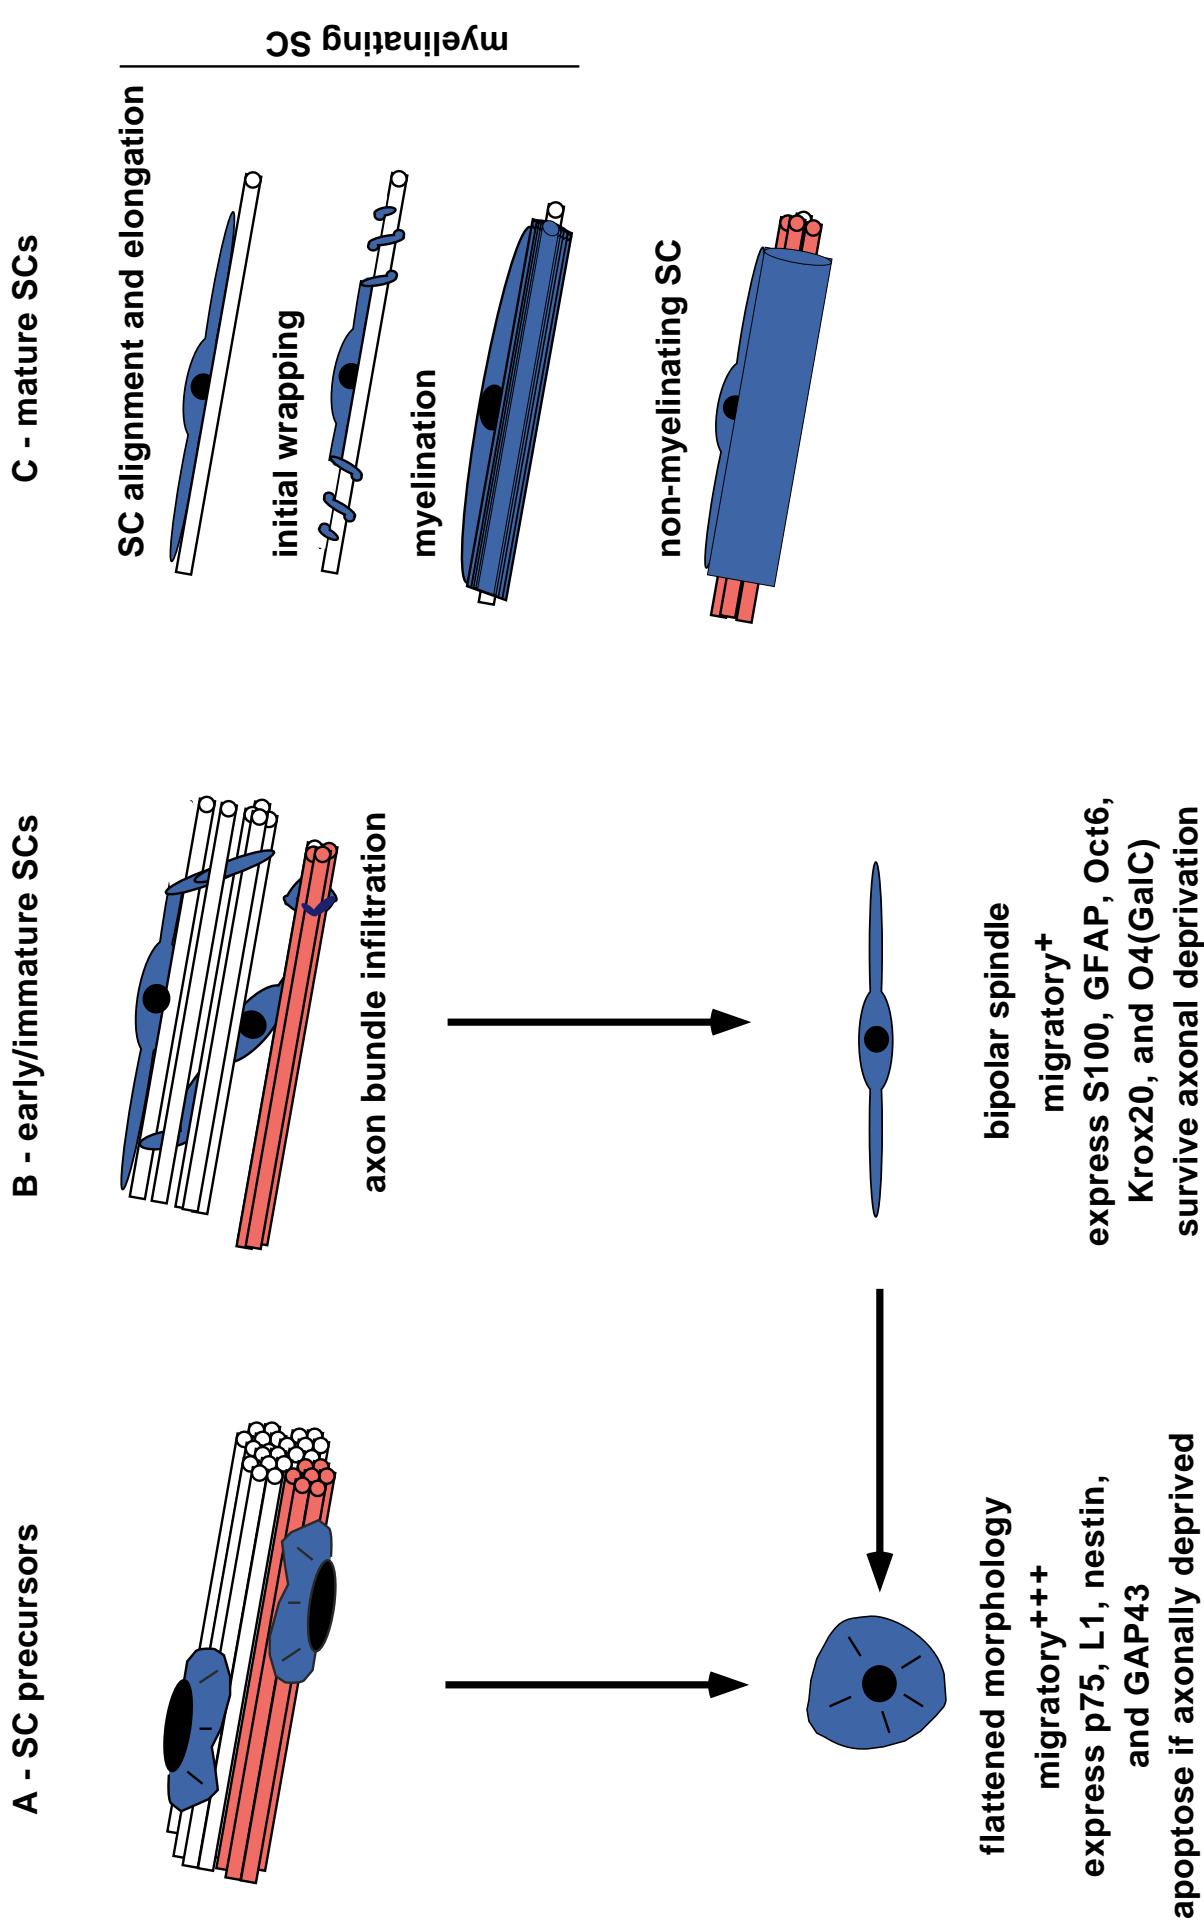 A - SC precursors
flattened morphology
migratory+++
express p75, L1, nestin,
and GAP43
apoptose if axonally deprived
B - early/immature SCs
axon bundle infiltration
bipolar spindle
migratory+
express S100, GFAP, Oct6,
Krox20, and O4(GalC)
survive axonal deprivation
C - mature SCs
SC alignment and elongation
initial wrapping
myelination
myelinating SC
non-myelinating SC